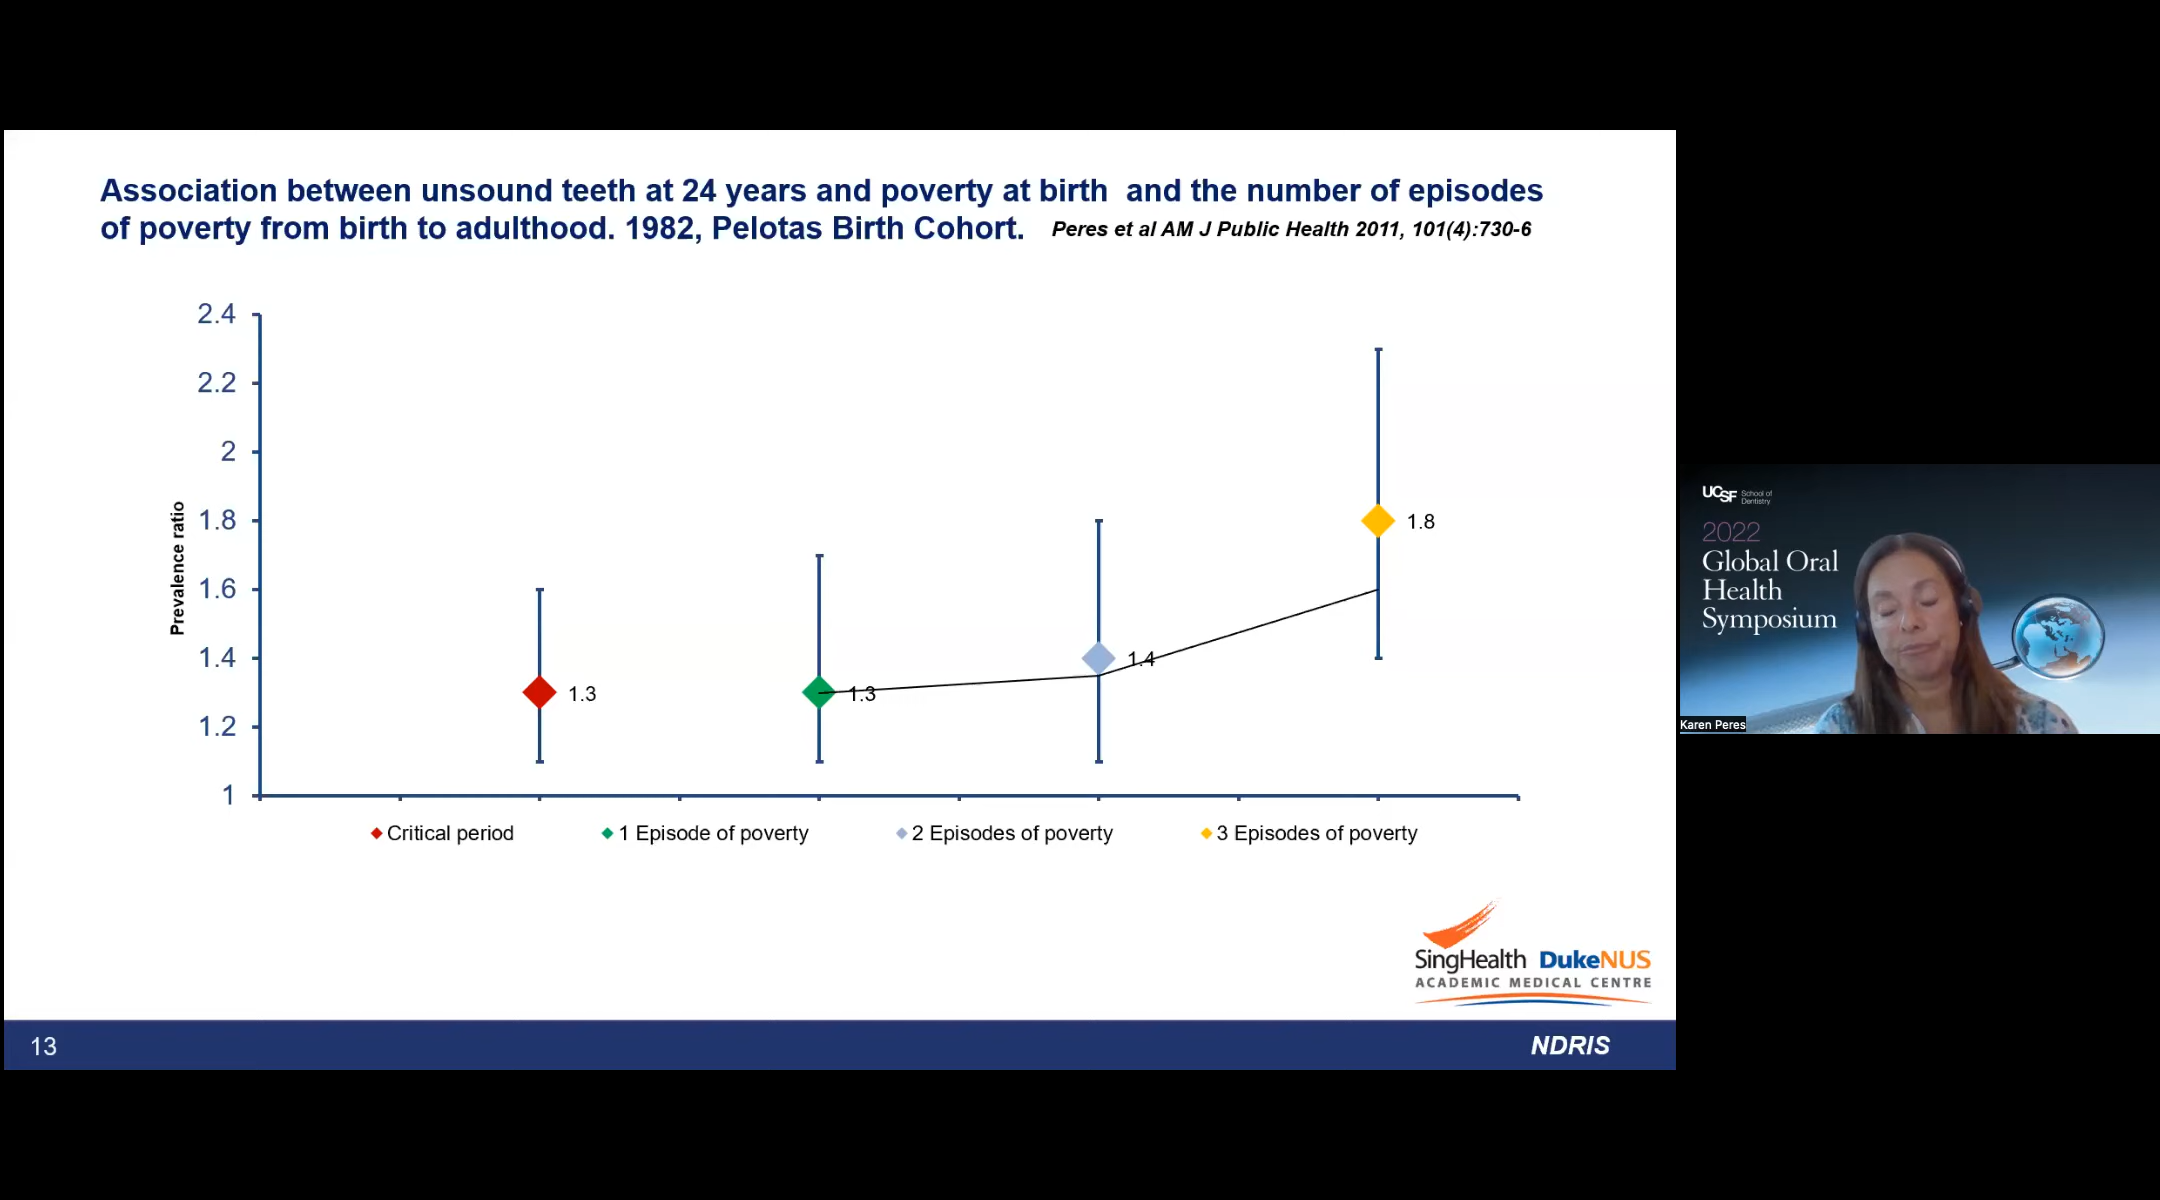 Association between unsound teeth at 24 years and poverty at birth and the number of episodes
of poverty from birth to adulthood. 1982, Pelotas Birth Cohort. Peres et al AM J Public Health 2011, 101(4):730-6
2.4
2.2
2
1.8
1.6
1.4
1.2
1
Prevalence ratio
1.3
1.3
1.4
1.8
Critical period
1 Episode of poverty
2 Episodes of poverty
3 Episodes of poverty
SingHealth DukeNUS
ACADEMIC MEDICAL CENTRE
13
NDRIS
UCSF School of
Dentistry
2022
Global Oral
Health
Symposium
Karen Peres